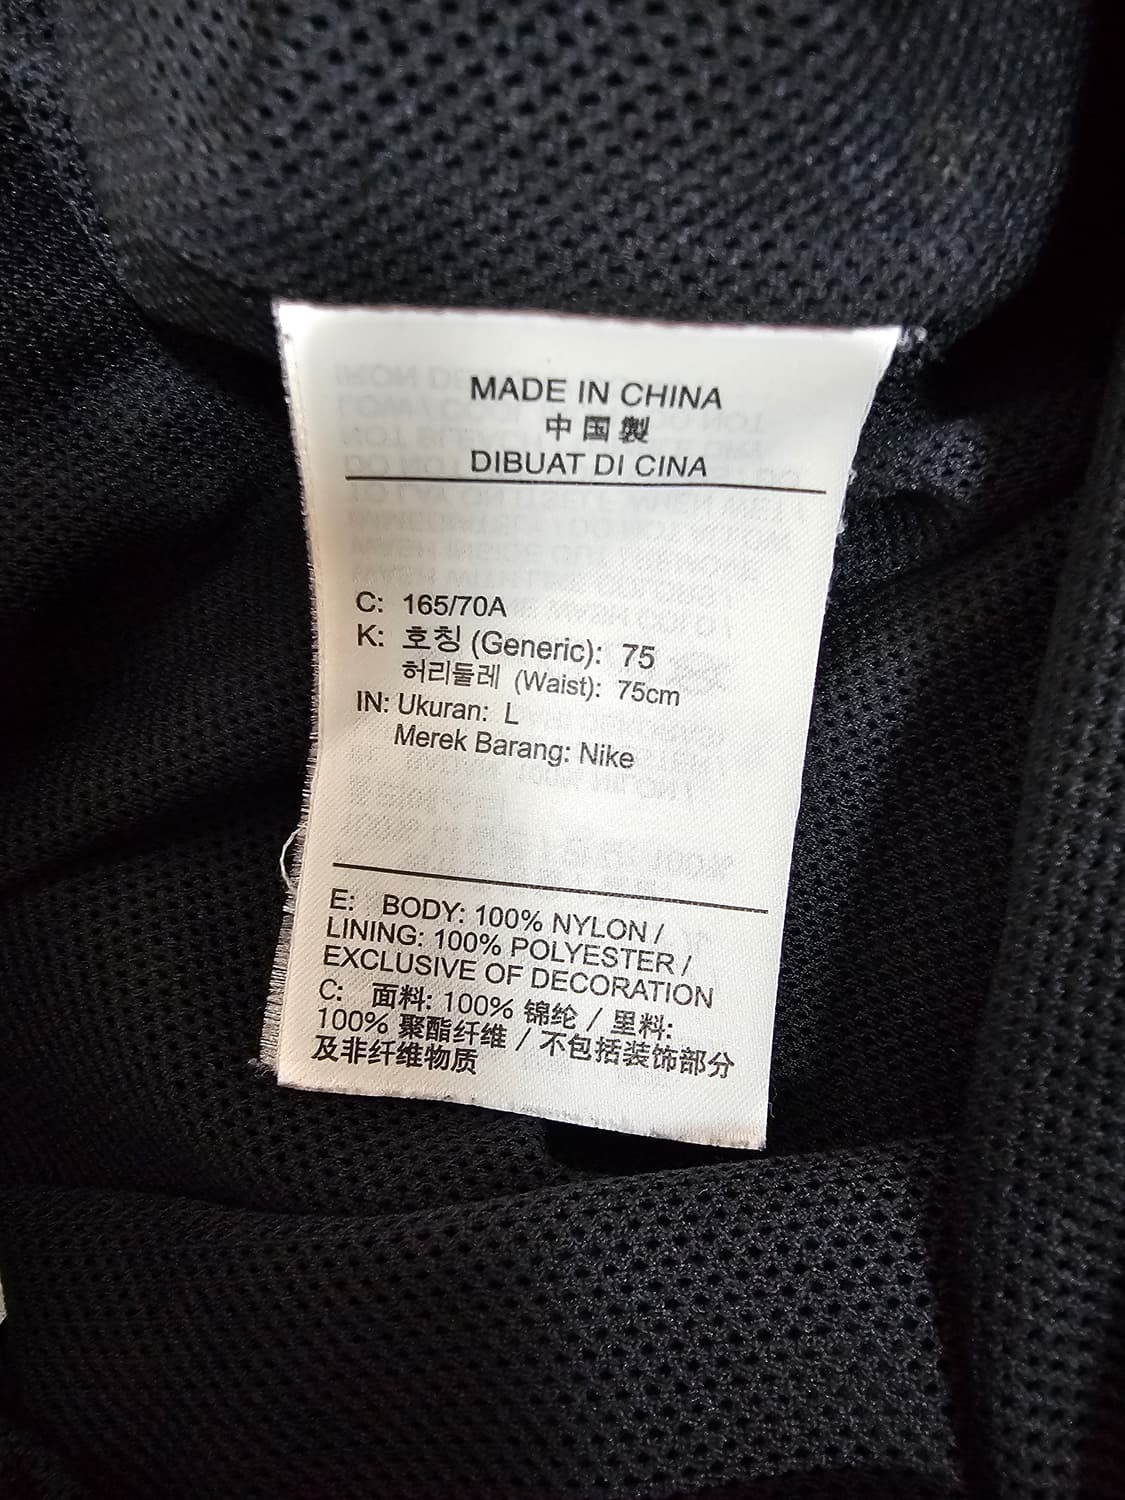 MADE IN CHINA
中国製
DIBUAT DI CINA
C: 165/70A
K: 호칭 (Generic): 75
허리둘레 (Waist): 75cm
IN: Ukuran: L
Merek Barang: Nike
E: BODY: 100% NYLON /
LINING: 100% POLYESTER /
EXCLUSIVE OF DECORATION
C: 面料: 100% 锦纶 / 里料:
100% 聚酯纤维 / 不包括装饰部分
及非纤维物质